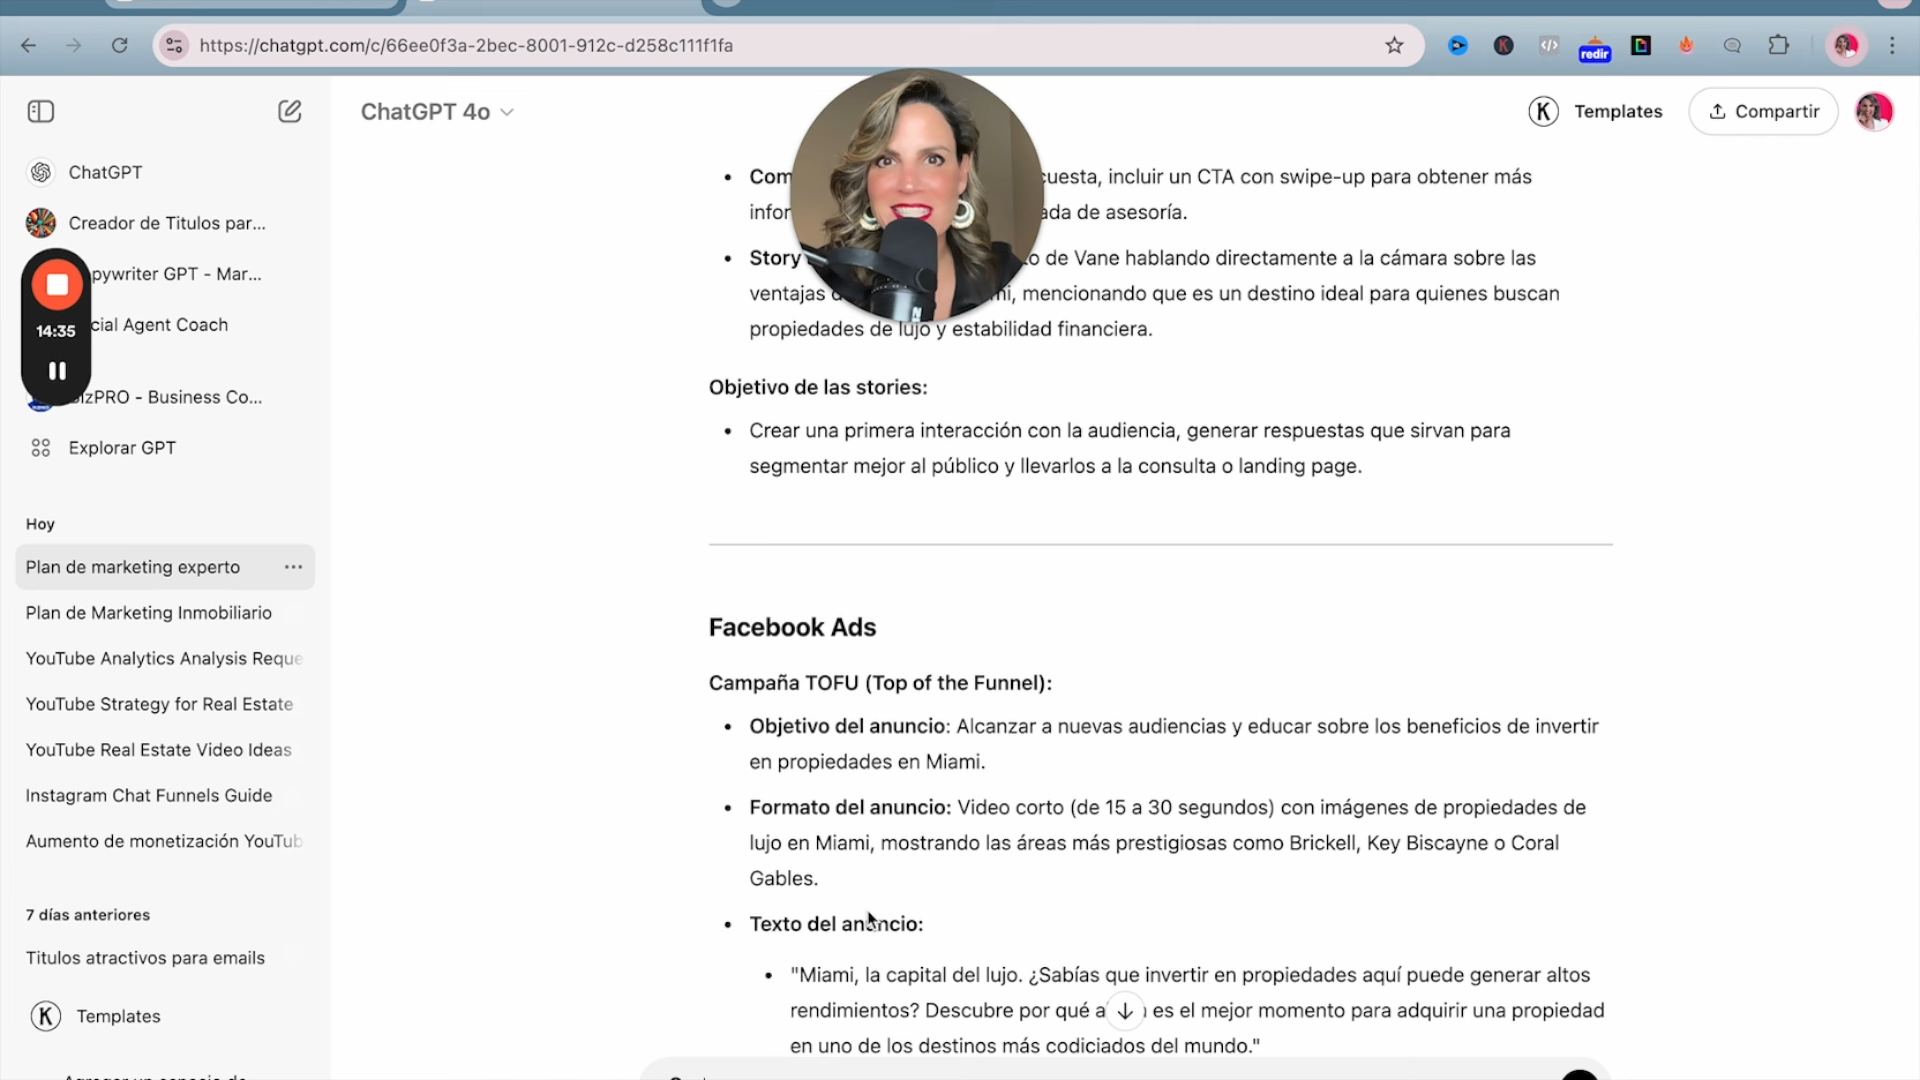 https://chatgpt.com/c/66ee0f3a-2bec-8001-912c-d258c111f1fa
redir
ChatGPT 4o
K Templates
Compartir
ChatGPT
Creador de Titulos par...
pywriter GPT - Mar...
cial Agent Coach
14:35
izPRO - Business Co...
Explorar GPT
Hoy
Plan de marketing experto
Plan de Marketing Inmobiliario
YouTube Analytics Analysis Reque
YouTube Strategy for Real Estate
YouTube Real Estate Video Ideas
Instagram Chat Funnels Guide
Aumento de monetización YouTub
7 días anteriores
Titulos atractivos para emails
K Templates
Com cuesta, incluir un CTA con swipe-up para obtener más
infor ada de asesoría.
Story o de Vane hablando directamente a la cámara sobre las
ventajas mi, mencionando que es un destino ideal para quienes buscan
propiedades de lujo y estabilidad financiera.
Objetivo de las stories:
• Crear una primera interacción con la audiencia, generar respuestas que sirvan para
segmentar mejor al público y llevarlos a la consulta o landing page.
Facebook Ads
Campaña TOFU (Top of the Funnel):
• Objetivo del anuncio: Alcanzar a nuevas audiencias y educar sobre los beneficios de invertir
en propiedades en Miami.
• Formato del anuncio: Video corto (de 15 a 30 segundos) con imágenes de propiedades de
lujo en Miami, mostrando las áreas más prestigiosas como Brickell, Key Biscayne o Coral
Gables.
• Texto del anuncio:
• "Miami, la capital del lujo. ¿Sabías que invertir en propiedades aquí puede generar altos
rendimientos? Descubre por qué a es el mejor momento para adquirir una propiedad
en uno de los destinos más codiciados del mundo."